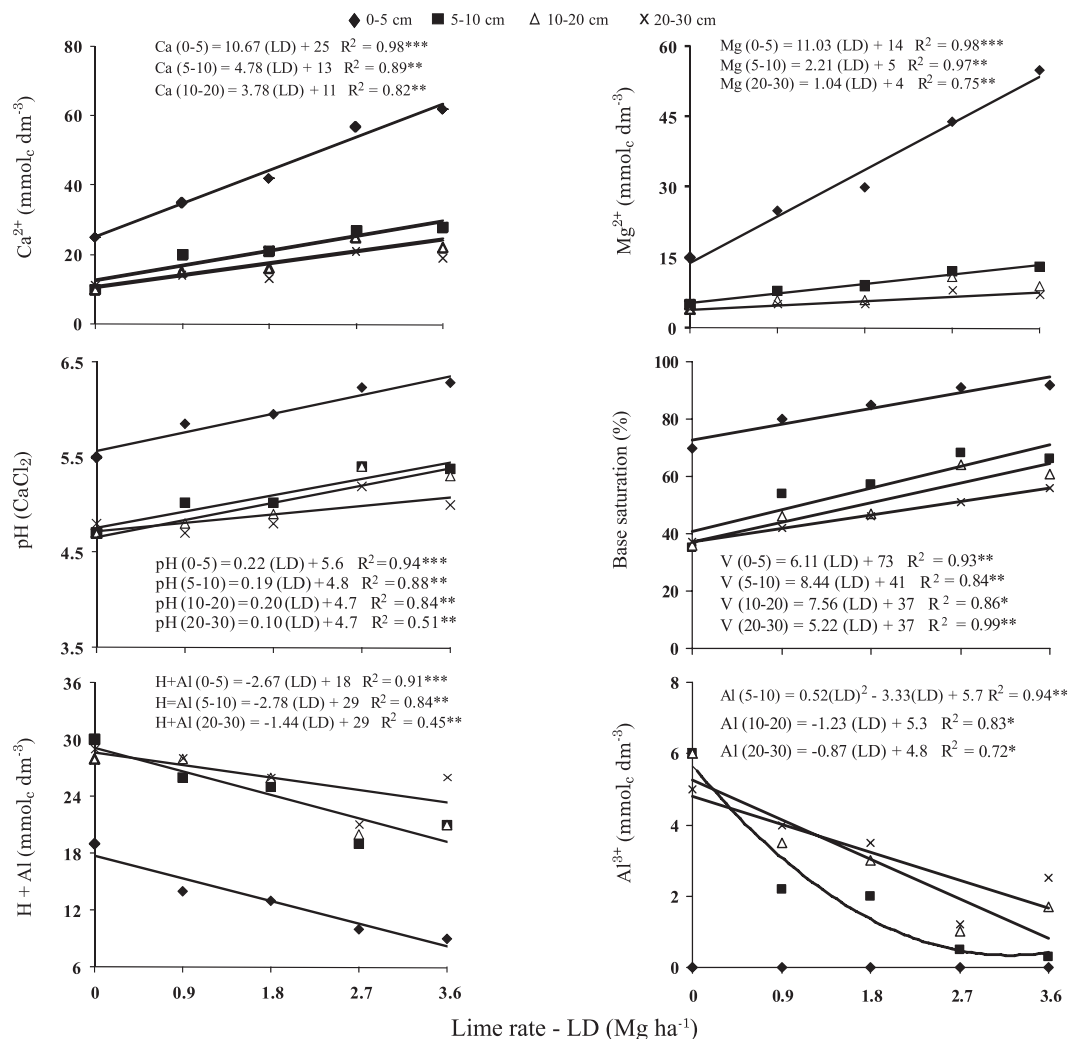 0-5 cm 5-10 cm 10-20 cm 20-30 cm
Ca (0-5) = 10.67 (LD) + 25 R² = 0.98***
Ca (5-10) = 4.78 (LD) + 13 R² = 0.89**
Ca (10-20) = 3.78 (LD) + 11 R² = 0.82**
80
60
40
20
0
Ca²⁺ (mmol꜀ dm⁻³)
Mg (0-5) = 11.03 (LD) + 14 R² = 0.98***
Mg (5-10) = 2.21 (LD) + 5 R² = 0.97**
Mg (20-30) = 1.04 (LD) + 4 R² = 0.75**
60
45
30
15
0
Mg²⁺ (mmol꜀ dm⁻³)
6.5
5.5
4.5
3.5
pH (CaCl₂)
pH (0-5) = 0.22 (LD) + 5.6 R² = 0.94***
pH (5-10) = 0.19 (LD) + 4.8 R² = 0.88**
pH (10-20) = 0.20 (LD) + 4.7 R² = 0.84**
pH (20-30) = 0.10 (LD) + 4.7 R² = 0.51**
100
80
60
40
20
0
Base saturation (%)
V (0-5) = 6.11 (LD) + 73 R² = 0.93**
V (5-10) = 8.44 (LD) + 41 R² = 0.84**
V (10-20) = 7.56 (LD) + 37 R² = 0.86*
V (20-30) = 5.22 (LD) + 37 R² = 0.99**
H+Al (0-5) = -2.67 (LD) + 18 R² = 0.91***
H=Al (5-10) = -2.78 (LD) + 29 R² = 0.84**
H+Al (20-30) = -1.44 (LD) + 29 R² = 0.45**
36
30
24
18
12
6
H + Al (mmol꜀ dm⁻³)
0 0.9 1.8 2.7 3.6
Al (5-10) = 0.52(LD)² - 3.33(LD) + 5.7 R² = 0.94**
Al (10-20) = -1.23 (LD) + 5.3 R² = 0.83*
Al (20-30) = -0.87 (LD) + 4.8 R² = 0.72*
8
6
4
2
0
Al³⁺ (mmol꜀ dm⁻³)
0 0.9 1.8 2.7 3.6
Lime rate - LD (Mg ha⁻¹)